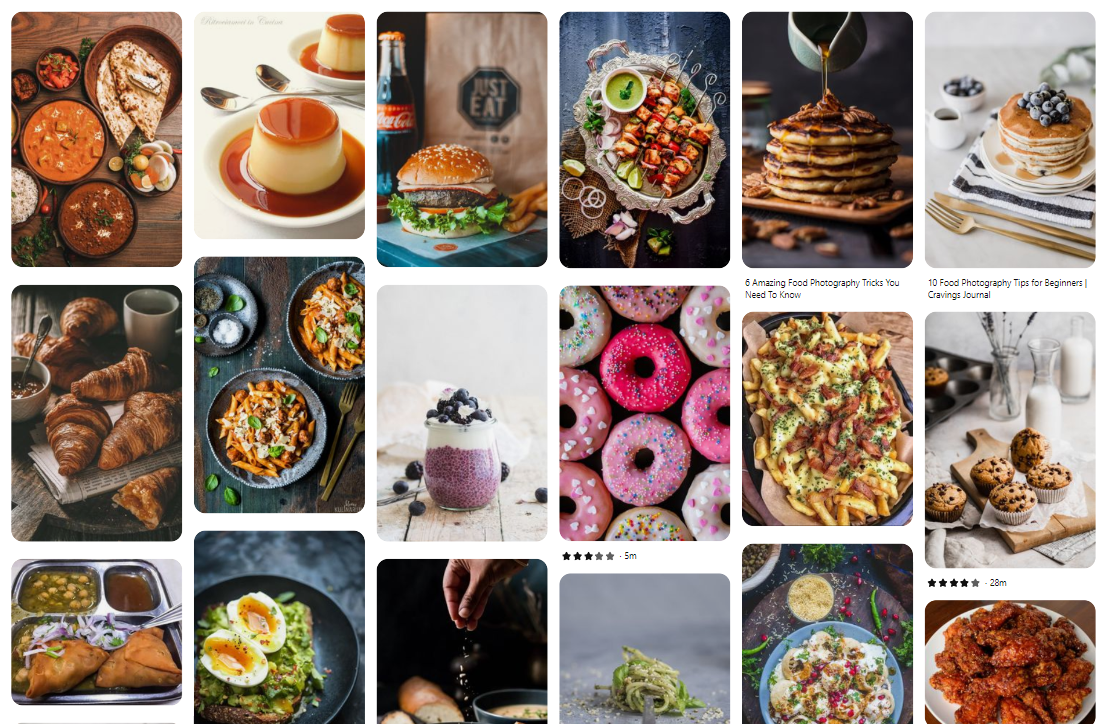 Ritroviamoci in Cucina
JUST
EAT
Coca-Cola
6 Amazing Food Photography Tricks You
Need To Know
10 Food Photography Tips for Beginners |
Cravings Journal
· 5m
· 28m